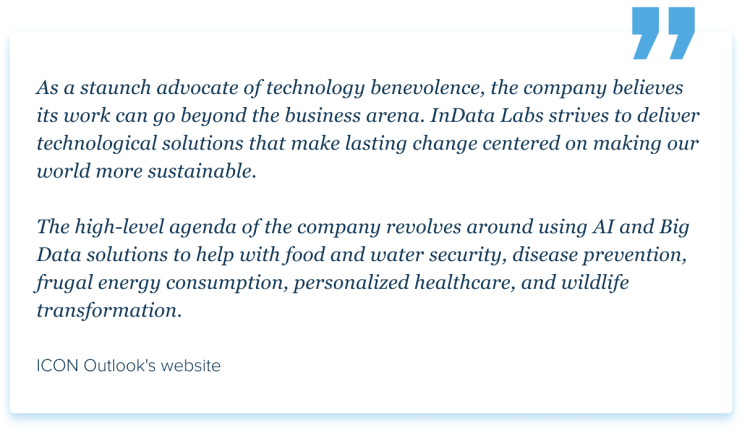 ”
As a staunch advocate of technology benevolence, the company believes
its work can go beyond the business arena. InData Labs strives to deliver
technological solutions that make lasting change centered on making our
world more sustainable.
The high-level agenda of the company revolves around using AI and Big
Data solutions to help with food and water security, disease prevention,
frugal energy consumption, personalized healthcare, and wildlife
transformation.
ICON Outlook's website